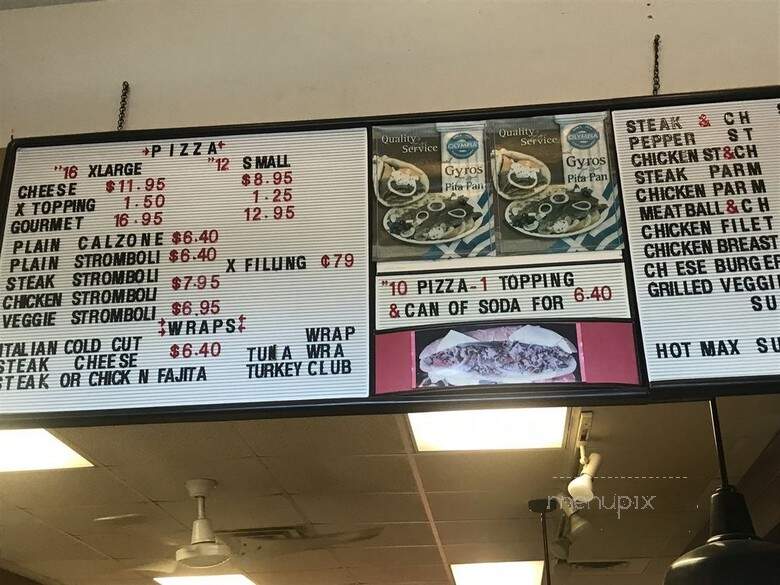 PIZZA
"16 XLARGE "12 SMALL
CHEESE $11.95 $8.95
X TOPPING 1.50 1.25
GOURMET 16.95 12.95
PLAIN CALZONE $6.40
PLAIN STROMBOLI $6.40
STEAK STROMBOLI $7.95 X FILLING ¢79
CHICKEN STROMBOLI
VEGGIE STROMBOLI $6.95
WRAPS
ITALIAN COLD CUT $6.40 WRAP
STEAK CHEESE TUNA WRA
STEAK OR CHICK N FAJITA TURKEY CLUB
Quality Service
OLYMPIA
Gyros
Pita Pan
Quality Service
OLYMPIA
Gyros
Pita Pan
"10 PIZZA-1 TOPPING
& CAN OF SODA FOR 6.40
STEAK & CH
PEPPER ST
CHICKEN ST&CH
STEAK PARM
CHICKEN PARM
MEATBALL&CH
CHICKEN FILET
CHICKEN BREAST
CH ESE BURGER
GRILLED VEGGI
SU
HOT MAX SU
menupix